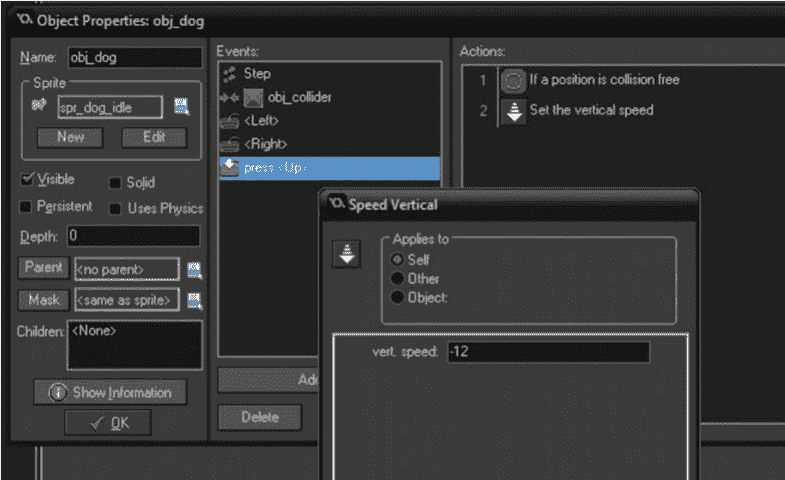 Object Properties: obj_dog
Name: obj_dog
Sprite
spr_dog_idle
New Edit
Visible Solid
Persistent Uses Physics
Depth: 0
Parent <no parent>
Mask <same as sprite>
Children: <None>
Show Information
OK
Events:
Step
obj_collider
<Left>
<Right>
press <Up>
Delete
Actions:
1 If a position is collision free
2 Set the vertical speed
Speed Vertical
Applies to
Self
Other
Object:
vert. speed: -12